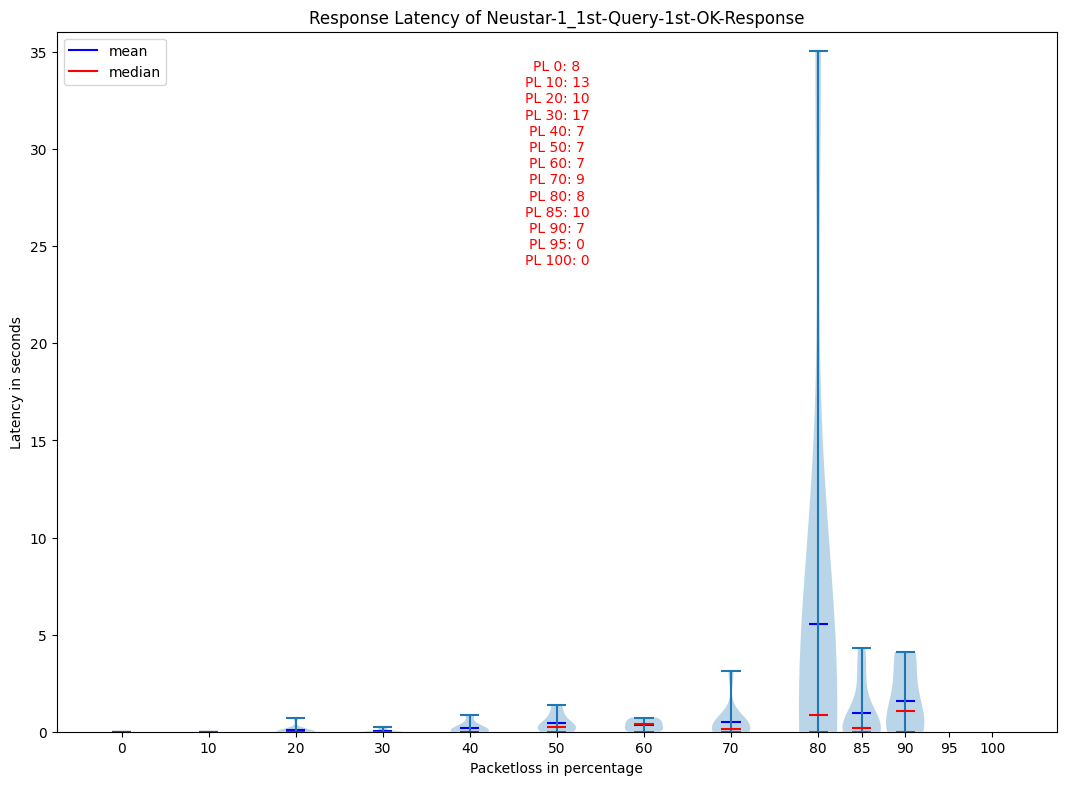 Response Latency of Neustar-1_1st-Query-1st-OK-Response
mean
median
PL 0: 8
PL 10: 13
PL 20: 10
PL 30: 17
PL 40: 7
PL 50: 7
PL 60: 7
PL 70: 9
PL 80: 8
PL 85: 10
PL 90: 7
PL 95: 0
PL 100: 0
35
30
25
20
15
10
5
0
Latency in seconds
0 10 20 30 40 50 60 70 80 85 90 95 100
Packetloss in percentage